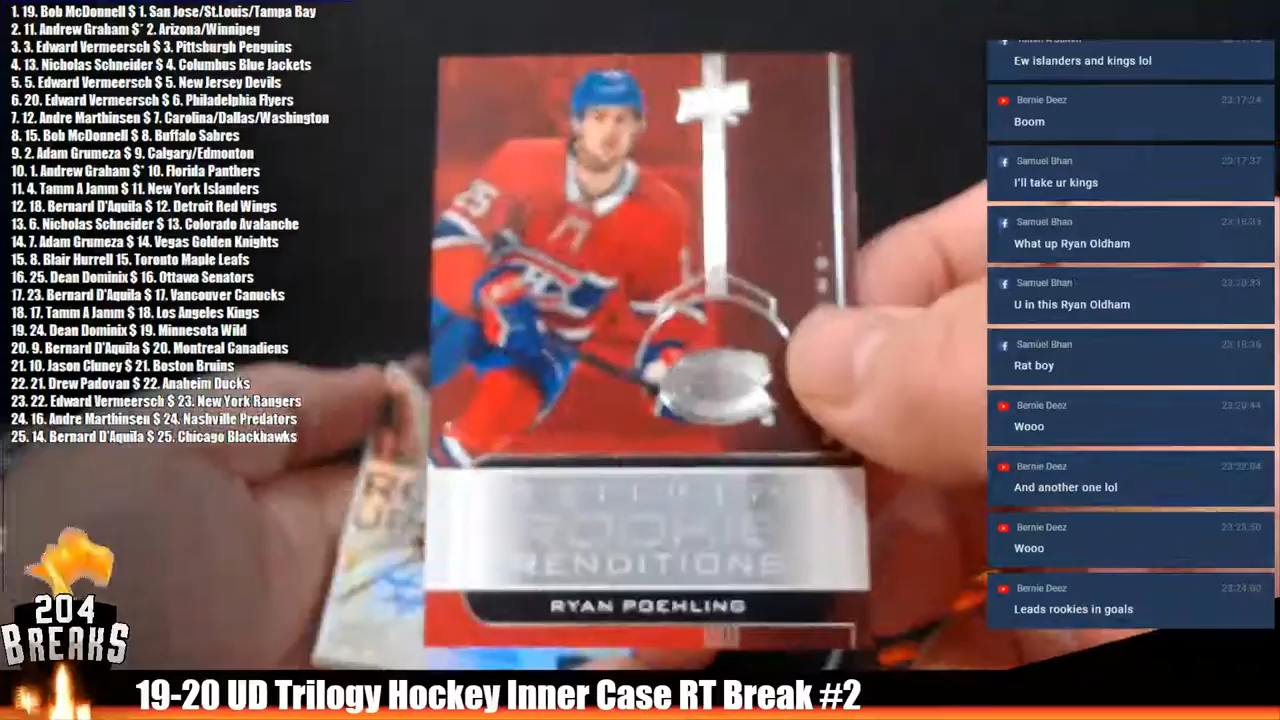 1. 19. Bob McDonnell $ 1. San Jose/St.Louis/Tampa Bay
2. 11. Andrew Graham $* 2. Arizona/Winnipeg
3. 3. Edward Vermeersch $ 3. Pittsburgh Penguins
4. 13. Nicholas Schneider $ 4. Columbus Blue Jackets
5. 5. Edward Vermeersch $ 5. New Jersey Devils
6. 20. Edward Vermeersch $ 6. Philadelphia Flyers
7. 12. Andre Marthinsen $ 7. Carolina/Dallas/Washington
8. 15. Bob McDonnell $ 8. Buffalo Sabres
9. 2. Adam Grumeza $ 9. Calgary/Edmonton
10. 1. Andrew Graham $* 10. Florida Panthers
11. 4. Tamm A Jamm $ 11. New York Islanders
12. 18. Bernard D'Aquila $ 12. Detroit Red Wings
13. 6. Nicholas Schneider $ 13. Colorado Avalanche
14. 7. Adam Grumeza $ 14. Vegas Golden Knights
15. 8. Blair Hurrell 15. Toronto Maple Leafs
16. 25. Dean Dominix $ 16. Ottawa Senators
17. 23. Bernard D'Aquila $ 17. Vancouver Canucks
18. 17. Tamm A Jamm $ 18. Los Angeles Kings
19. 24. Dean Dominix $ 19. Minnesota Wild
20. 9. Bernard D'Aquila $ 20. Montreal Canadiens
21. 10. Jason Cluney $ 21. Boston Bruins
22. 21. Drew Padovan $ 22. Anaheim Ducks
23. 22. Edward Vermeersch $ 23. New York Rangers
24. 16. Andre Marthinsen $ 24. Nashville Predators
25. 14. Bernard D'Aquila $ 25. Chicago Blackhawks
25
ROOKIE
RENDITIONS
RYAN POEHLING
Ew islanders and kings lol
Bernie Deez 23:17:24
Boom
Samuel Bhan 23:17:37
I'll take ur kings
Samuel Bhan
What up Ryan Oldham
Samuel Bhan
U in this Ryan Oldham
Samuel Bhan
Rat boy
Bernie Deez
Wooo
Bernie Deez
And another one lol
Bernie Deez
Wooo
Bernie Deez
Leads rookies in goals
204
BREAKS
19-20 UD Trilogy Hockey Inner Case RT Break #2